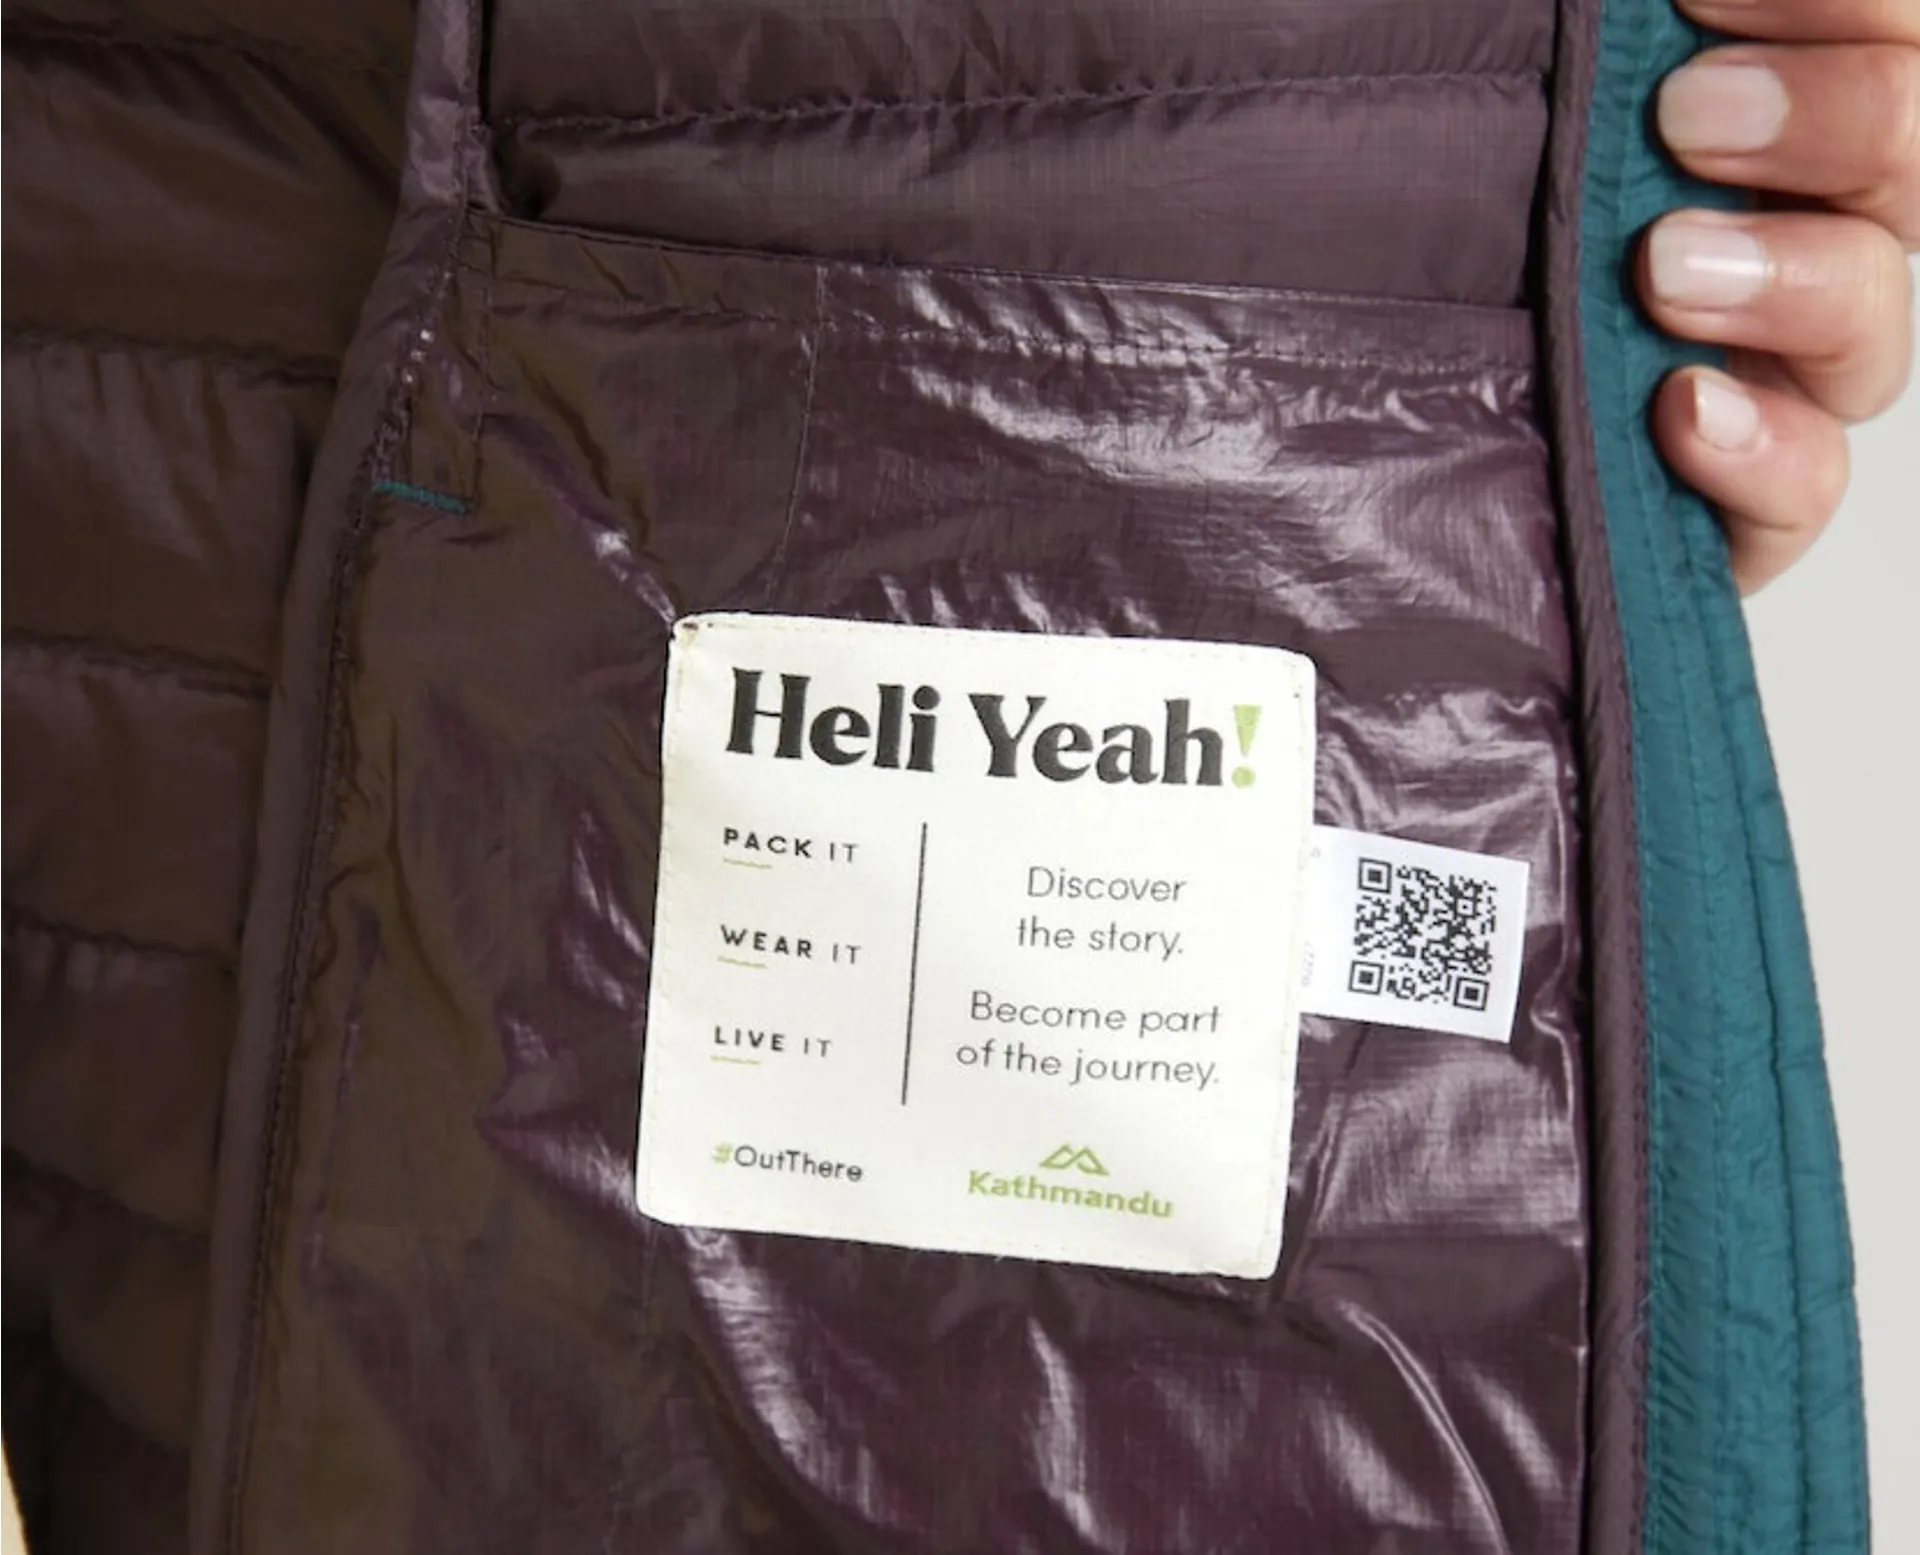 Heli Yeah!
PACK IT
WEAR IT
LIVE IT
#OutThere
Discover
the story.
Become part
of the journey.
Kathmandu